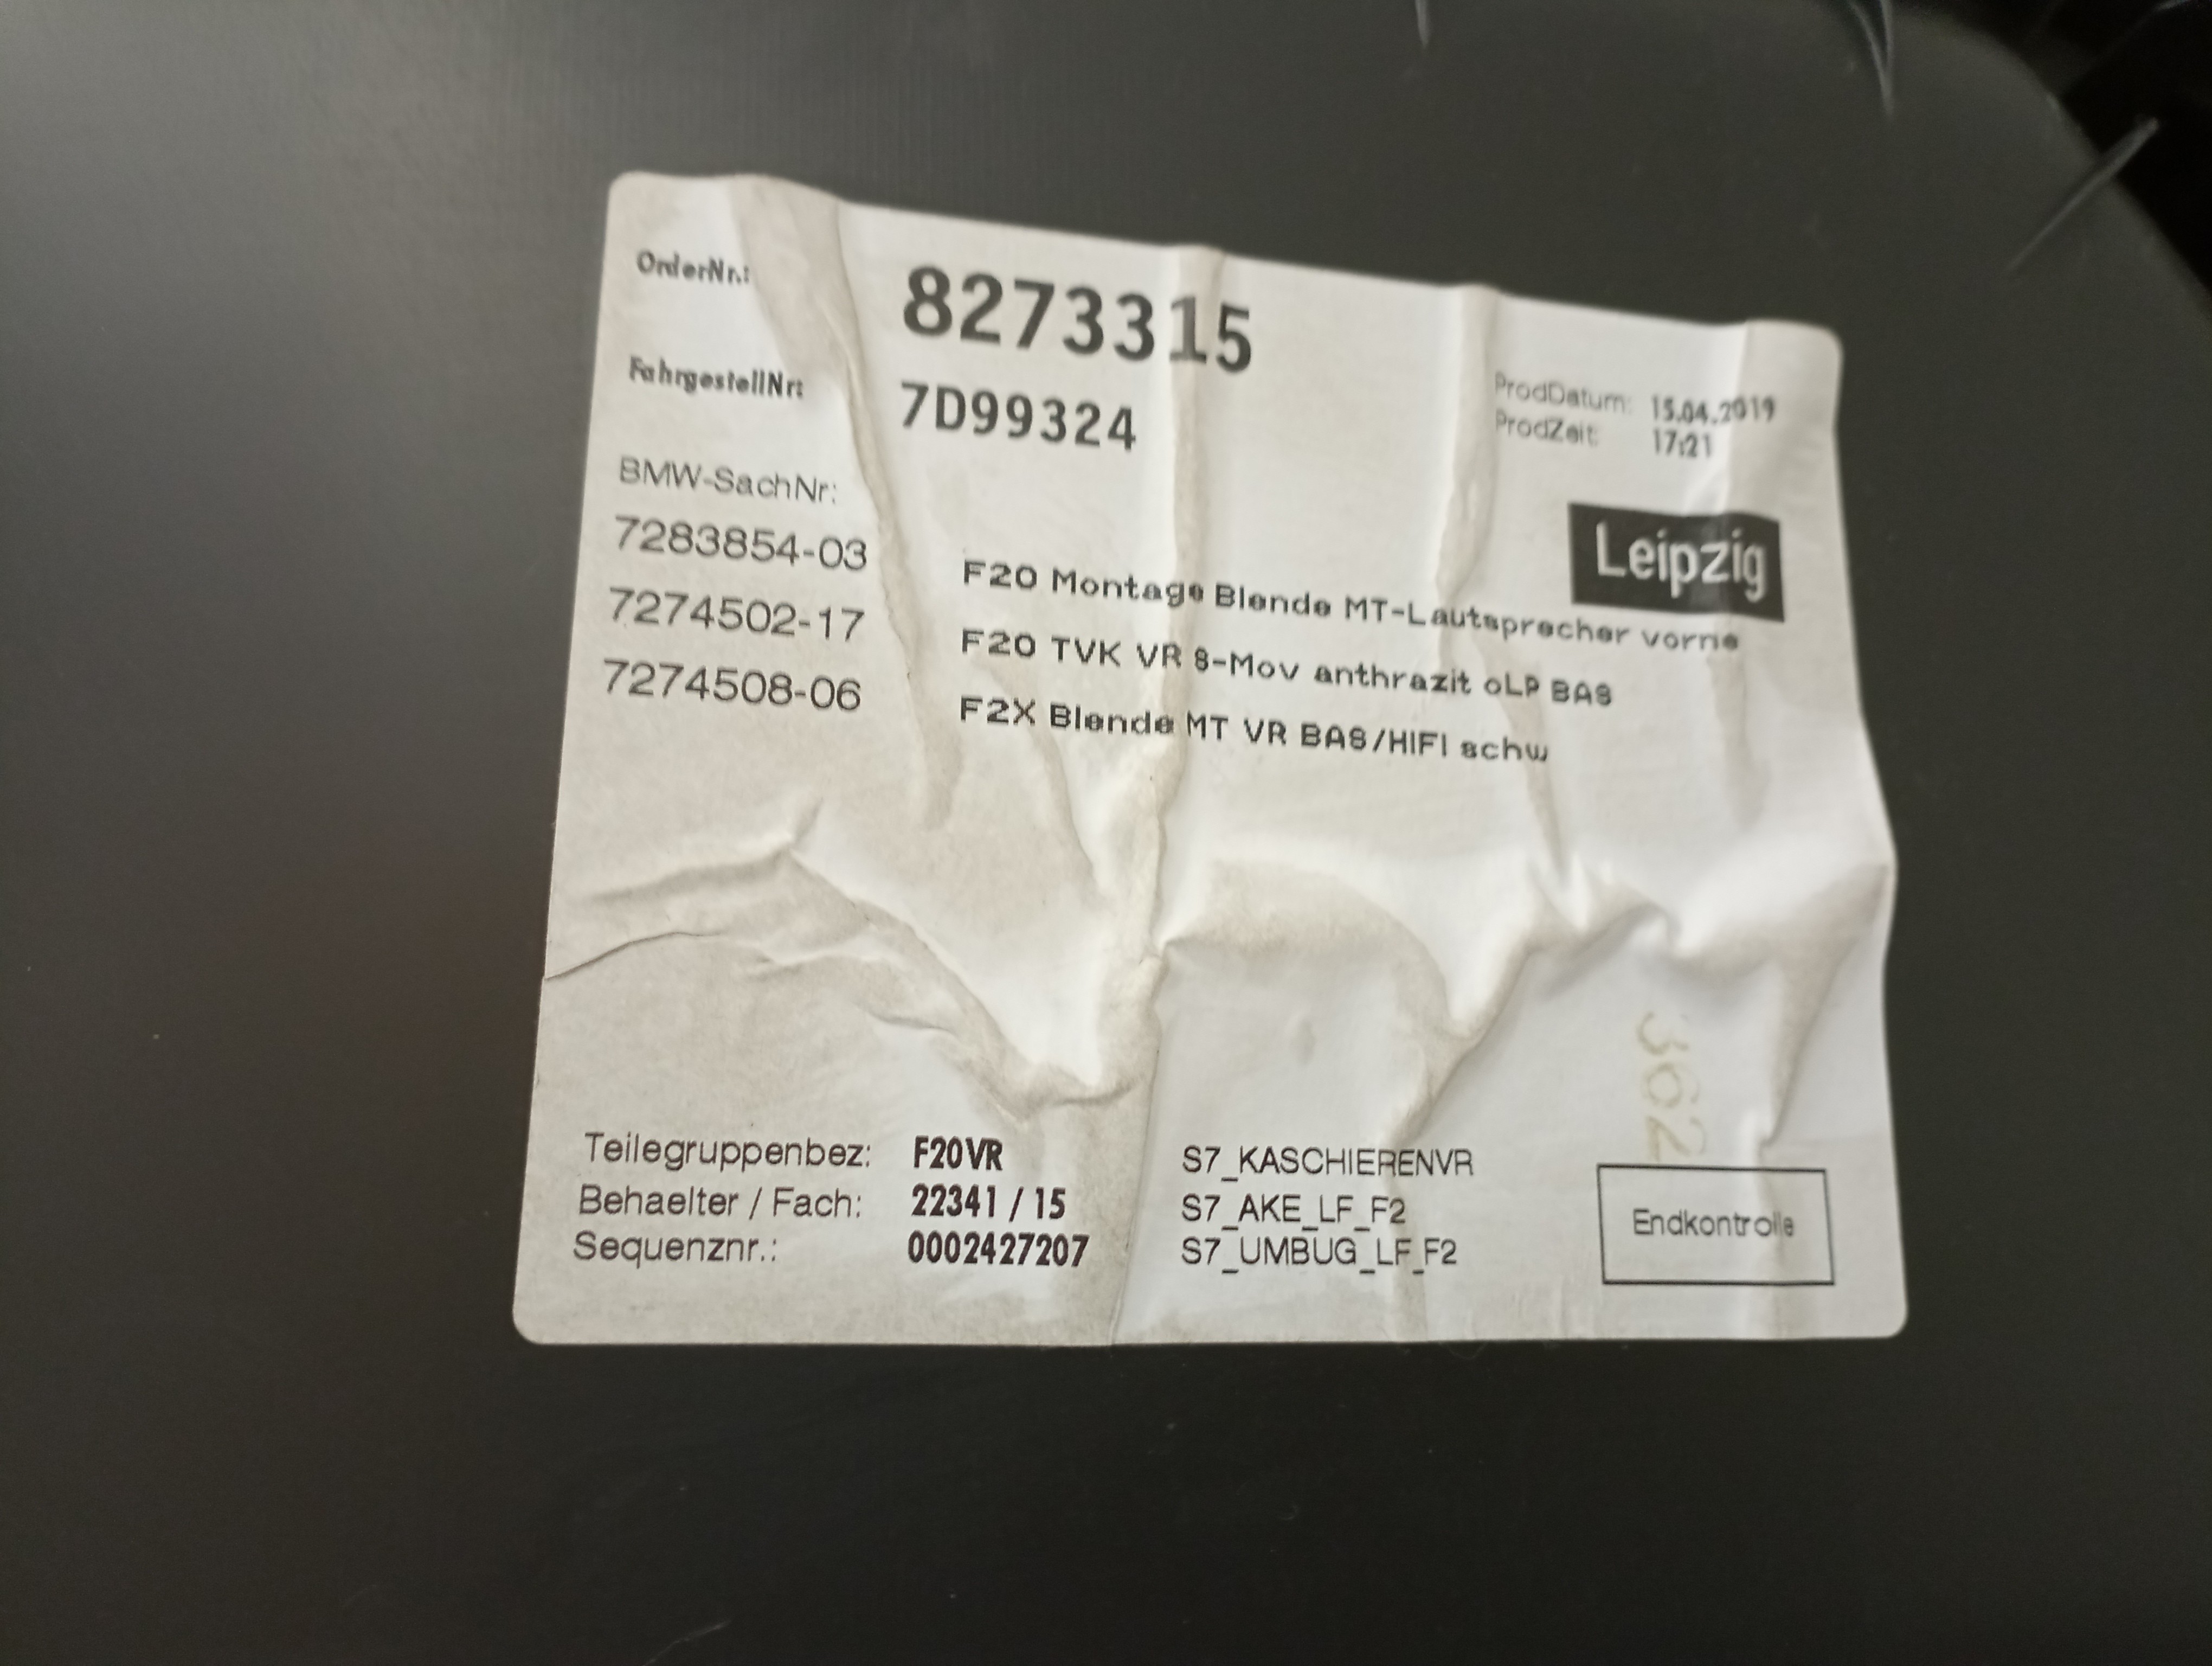 OrderNr.: 8273315
FahrgestellNr: 7D99324
ProdDatum: 15.04.2019
ProdZeit: 17:21
BMW-SachNr:
Leipzig
7283854-03 F20 Montage Blende MT-Lautsprecher vorne
7274502-17 F20 TVK VR S-Mov anthrazit oLP BAS
7274508-06 F2X Blende MT VR BAS/HIFI schw
362
Teilegruppenbez: F20VR S7_KASCHIERENVR
Behaelter / Fach: 22341 / 15 S7_AKE_LF_F2
Sequenznr.: 0002427207 S7_UMBUG_LF_F2
Endkontrolle